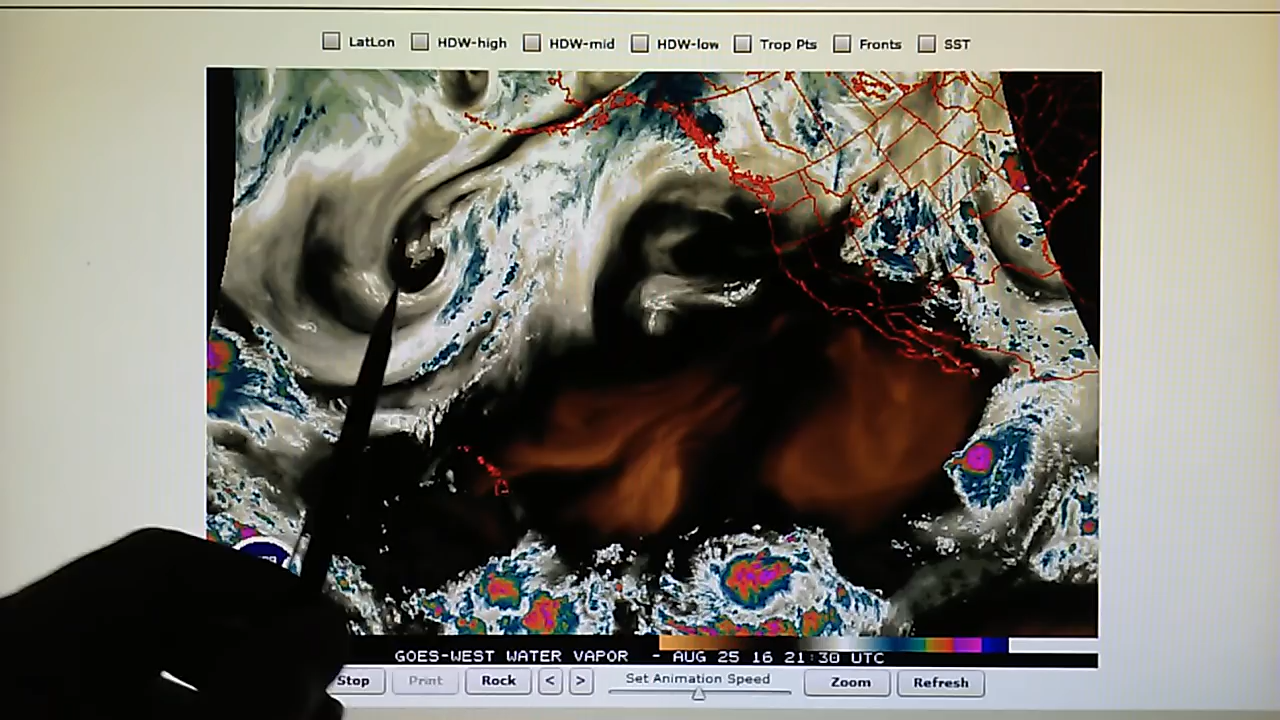 LatLon HDW-high HDW-mid HDW-low Trop Pts Fronts SST
GOES-WEST WATER VAPOR - AUG 25 16 21:30 UTC
Stop Print Rock < > Set Animation Speed Zoom Refresh